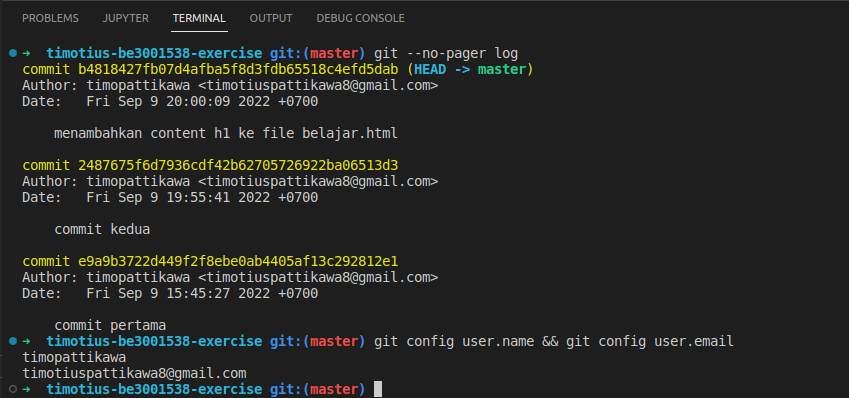 PROBLEMS JUPYTER TERMINAL OUTPUT DEBUG CONSOLE
➜ timotius-be3001538-exercise git:(master) git --no-pager log
commit b4818427fb07d4afba5f8d3fdb65518c4efd5dab (HEAD -> master)
Author: timopattikawa <timotiuspattikawa8@gmail.com>
Date: Fri Sep 9 20:00:09 2022 +0700
menambahkan content h1 ke file belajar.html
commit 2487675f6d7936cdf42b62705726922ba06513d3
Author: timopattikawa <timotiuspattikawa8@gmail.com>
Date: Fri Sep 9 19:55:41 2022 +0700
commit kedua
commit e9a9b3722d449f2f8ebe0ab4405af13c292812e1
Author: timopattikawa <timotiuspattikawa8@gmail.com>
Date: Fri Sep 9 15:45:27 2022 +0700
commit pertama
➜ timotius-be3001538-exercise git:(master) git config user.name && git config user.email
timopattikawa
timotiuspattikawa8@gmail.com
➜ timotius-be3001538-exercise git:(master)